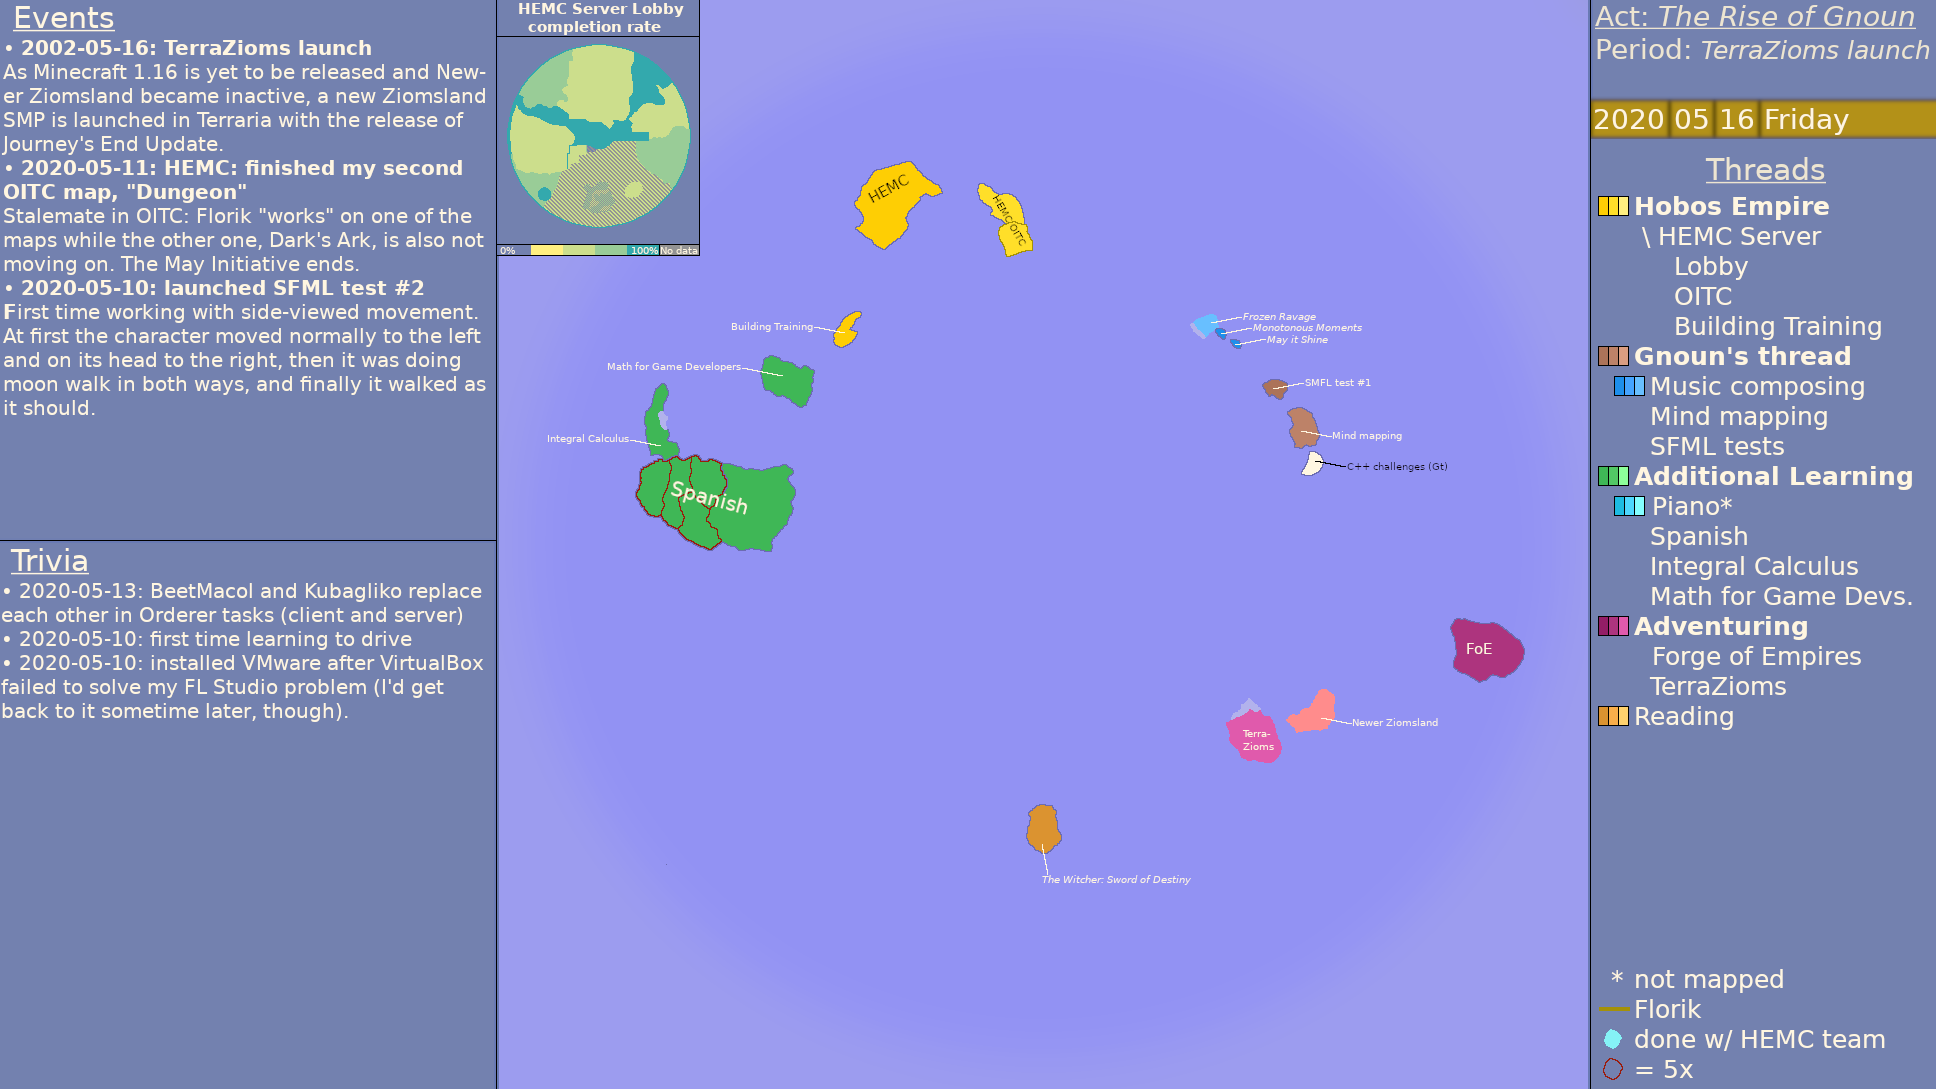 Events
• 2002-05-16: TerraZioms launch
As Minecraft 1.16 is yet to be released and New-
er Ziomsland became inactive, a new Ziomsland
SMP is launched in Terraria with the release of
Journey's End Update.
• 2020-05-11: HEMC: finished my second
OITC map, "Dungeon"
Stalemate in OITC: Florik "works" on one of the
maps while the other one, Dark's Ark, is also not
moving on. The May Initiative ends.
• 2020-05-10: launched SFML test #2
First time working with side-viewed movement.
At first the character moved normally to the left
and on its head to the right, then it was doing
moon walk in both ways, and finally it walked as
it should.
Trivia
• 2020-05-13: BeetMacol and Kubagliko replace
each other in Orderer tasks (client and server)
• 2020-05-10: first time learning to drive
• 2020-05-10: installed VMware after VirtualBox
failed to solve my FL Studio problem (I'd get
back to it sometime later, though).
HEMC Server Lobby
completion rate
0% 100% No data
HEMC
HEMC
OITC
Building Training
Math for Game Developers
Integral Calculus
Spanish
Frozen Ravage
Monotonous Moments
May it Shine
SMFL test #1
Mind mapping
C++ challenges (Gt)
FoE
Terra-
Zioms
Newer Ziomsland
The Witcher: Sword of Destiny
Act: The Rise of Gnoun
Period: TerraZioms launch
2020 05 16 Friday
Threads
Hobos Empire
\ HEMC Server
Lobby
OITC
Building Training
Gnoun's thread
Music composing
Mind mapping
SFML tests
Additional Learning
Piano*
Spanish
Integral Calculus
Math for Game Devs.
Adventuring
Forge of Empires
TerraZioms
Reading
* not mapped
Florik
done w/ HEMC team
= 5x